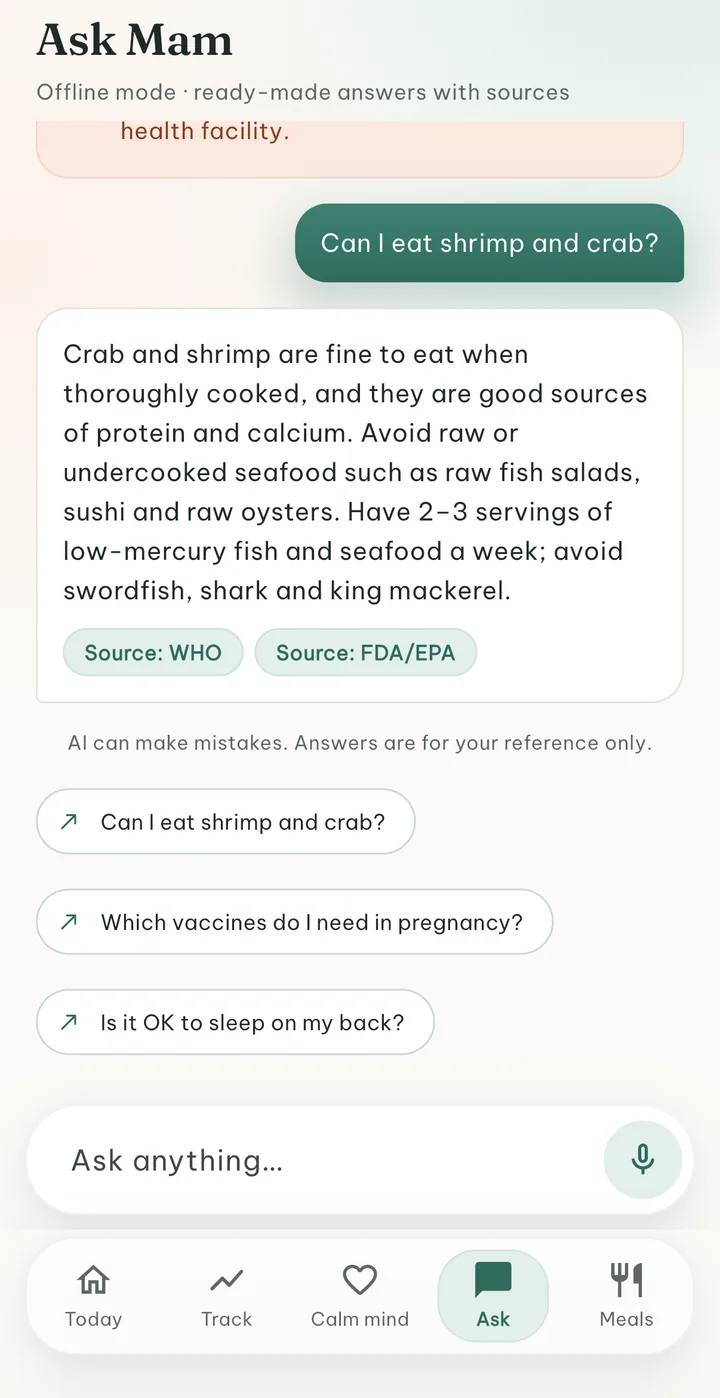 Ask Mam
Offline mode · ready-made answers with sources
health facility.
Can I eat shrimp and crab?
Crab and shrimp are fine to eat when
thoroughly cooked, and they are good sources
of protein and calcium. Avoid raw or
undercooked seafood such as raw fish salads,
sushi and raw oysters. Have 2–3 servings of
low-mercury fish and seafood a week; avoid
swordfish, shark and king mackerel.
Source: WHO Source: FDA/EPA
AI can make mistakes. Answers are for your reference only.
Can I eat shrimp and crab?
Which vaccines do I need in pregnancy?
Is it OK to sleep on my back?
Ask anything…
Today Track Calm mind Ask Meals